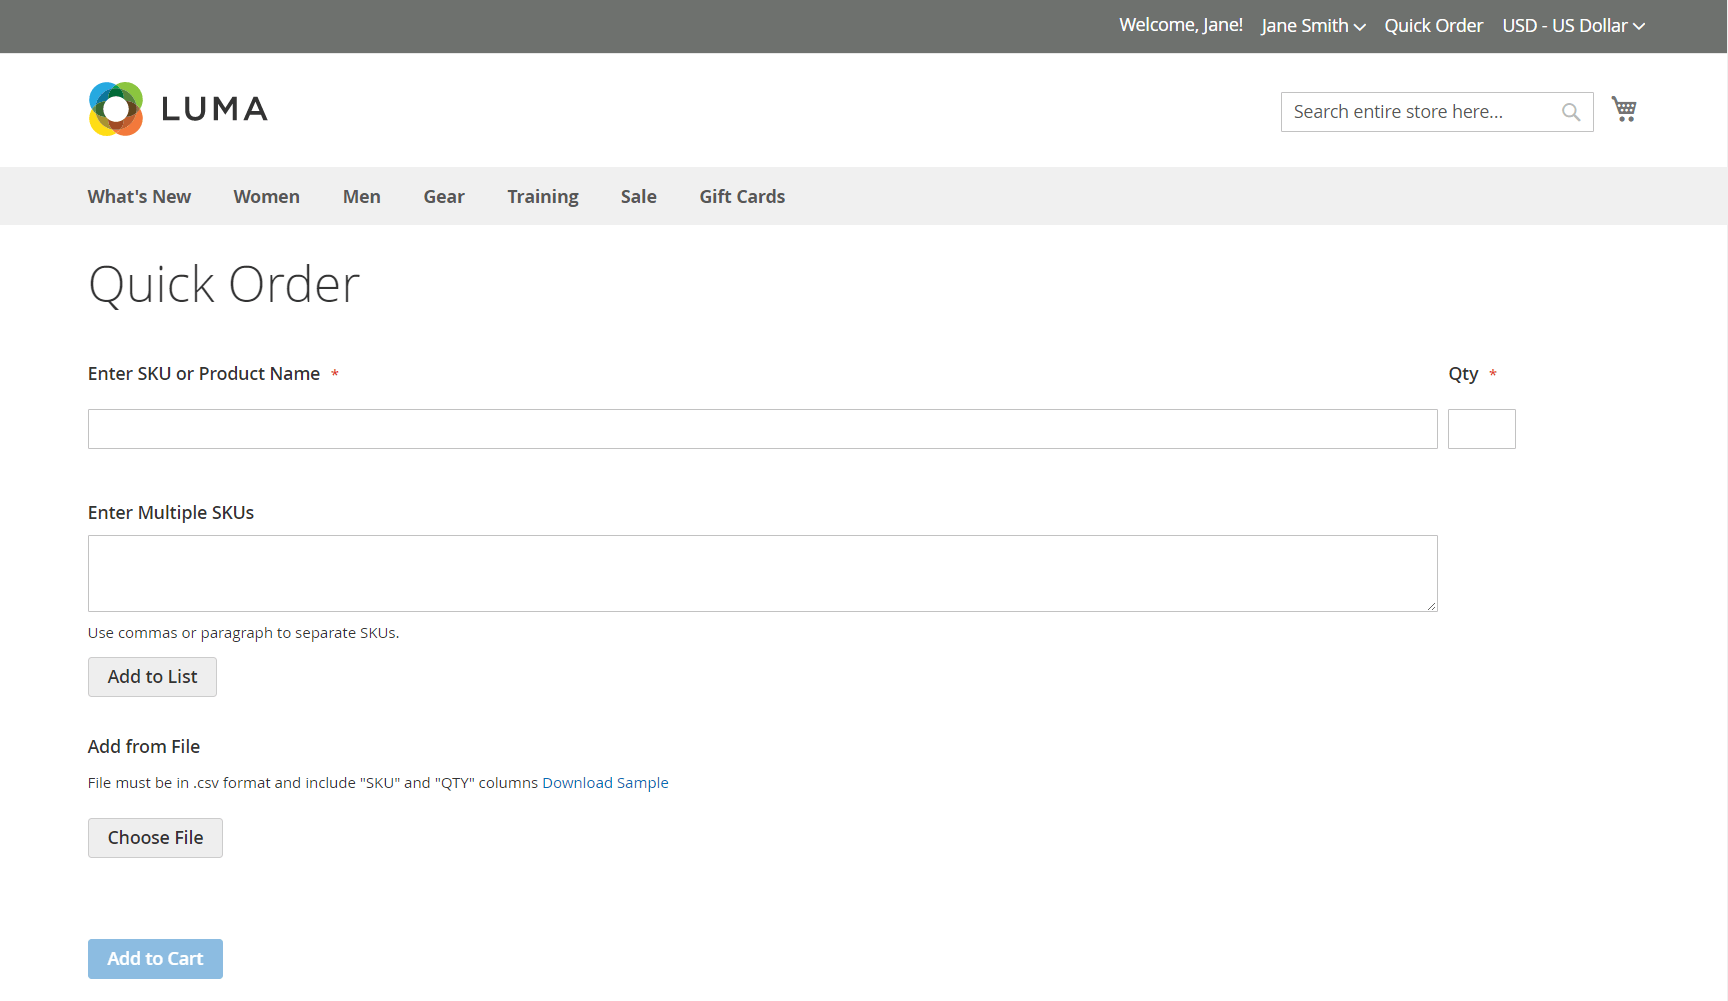 Welcome, Jane! Jane Smith Quick Order USD - US Dollar
LUMA
Search entire store here...
What's New Women Men Gear Training Sale Gift Cards
Quick Order
Enter SKU or Product Name * Qty *
Enter Multiple SKUs
Use commas or paragraph to separate SKUs.
Add to List
Add from File
File must be in .csv format and include "SKU" and "QTY" columns Download Sample
Choose File
Add to Cart